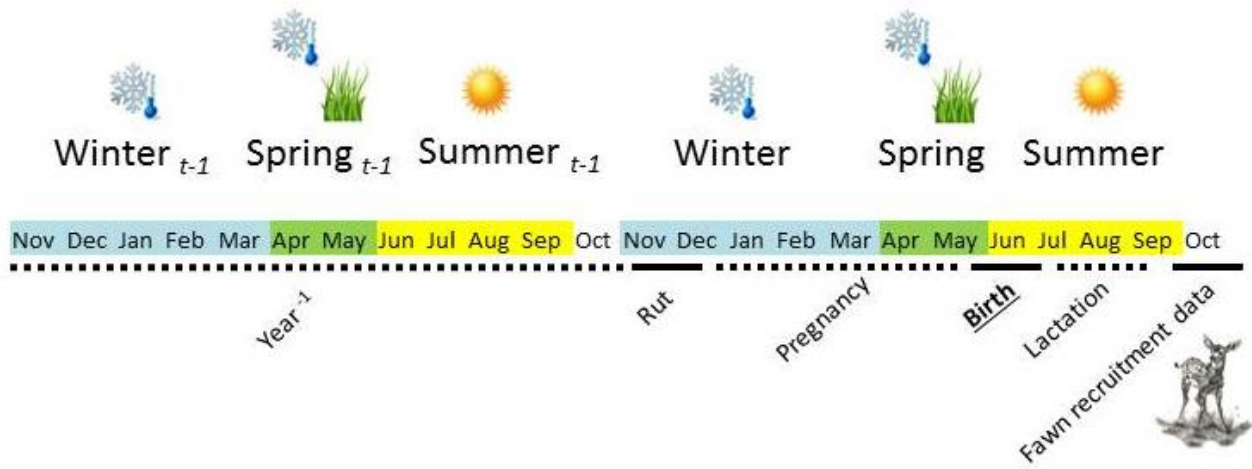 Winter t-1 Spring t-1 Summer t-1 Winter Spring Summer
Nov Dec Jan Feb Mar Apr May Jun Jul Aug Sep Oct Nov Dec Jan Feb Mar Apr May Jun Jul Aug Sep Oct
Year -1
Rut
Pregnancy
Birth
Lactation
Fawn recruitment data